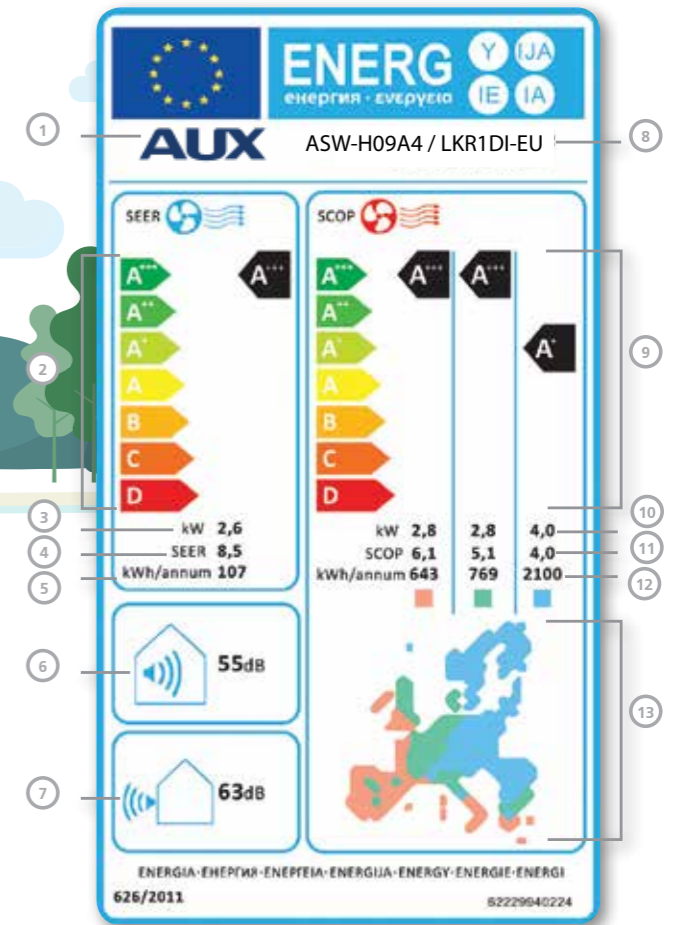 ENERG Y IJA
енергия · ενεργεια IE IA
1 AUX ASW-H09A4 / LKR1DI-EU 8
SEER
A+++ A+++
A++
A+
A
B
C
D
2
3 kW 2,6
4 SEER 8,5
5 kWh/annum 107
SCOP
A+++ A+++ A+++
A++
A+ A+
A
B
C
D
9
kW 2,8 2,8 4,0 10
SCOP 6,1 5,1 4,0 11
kWh/annum 643 769 2100 12
6 55dB
7 63dB
13
ENERGIA·ЕНЕРГИЯ·ΕΝΕΡΓΕΙΑ·ENERGIJA·ENERGY·ENERGIE·ENERGI
626/2011 62229940224